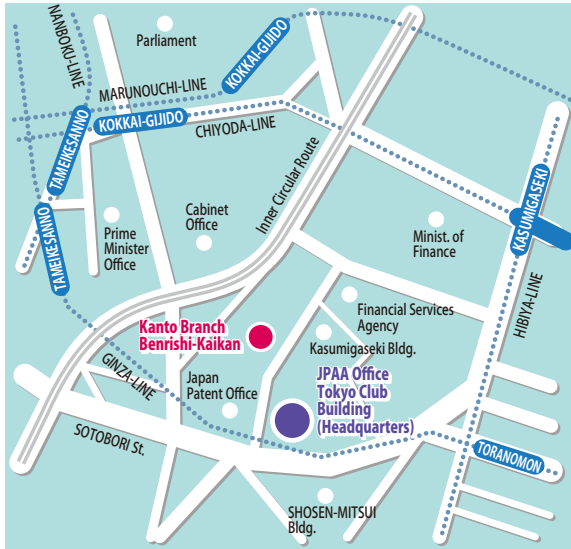 NANBOKU-LINE
Parliament
KOKKAI-GIJIDO
MARUNOUCHI-LINE
KOKKAI-GIJIDO
CHIYODA-LINE
TAMEIKESANNO
TAMEIKESANNO
Prime
Minister
Office
Cabinet
Office
Inner Circular Route
Minist. of
Finance
KASUMIGASEKI
HIBIYA-LINE
Financial Services
Agency
Kanto Branch
Benrishi-Kaikan
Kasumigaseki Bldg.
GINZA-LINE
Japan
Patent Office
JPAA Office
Tokyo Club
Building
(Headquarters)
SOTOBORI St.
TORANOMON
SHOSEN-MITSUI
Bldg.